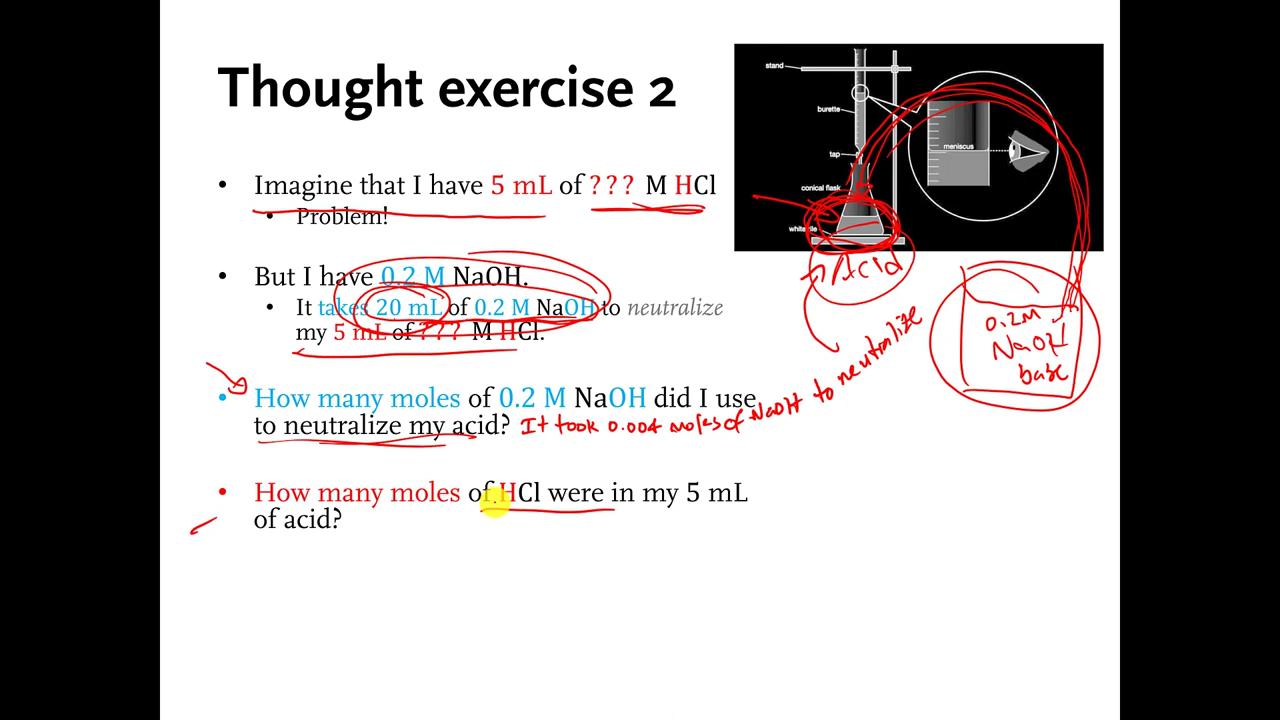 Thought exercise 2
• Imagine that I have 5 mL of ??? M HCl
• Problem!
• But I have 0.2 M NaOH.
• It takes 20 mL of 0.2 M NaOH to neutralize
my 5 mL of ??? M HCl.
• How many moles of 0.2 M NaOH did I use
to neutralize my acid? It took 0.004 moles of NaOH to neutralize
• How many moles of HCl were in my 5 mL
of acid?
stand
burette
tap
conical flask
white tile
meniscus
Acid
0.2M
NaOH
base